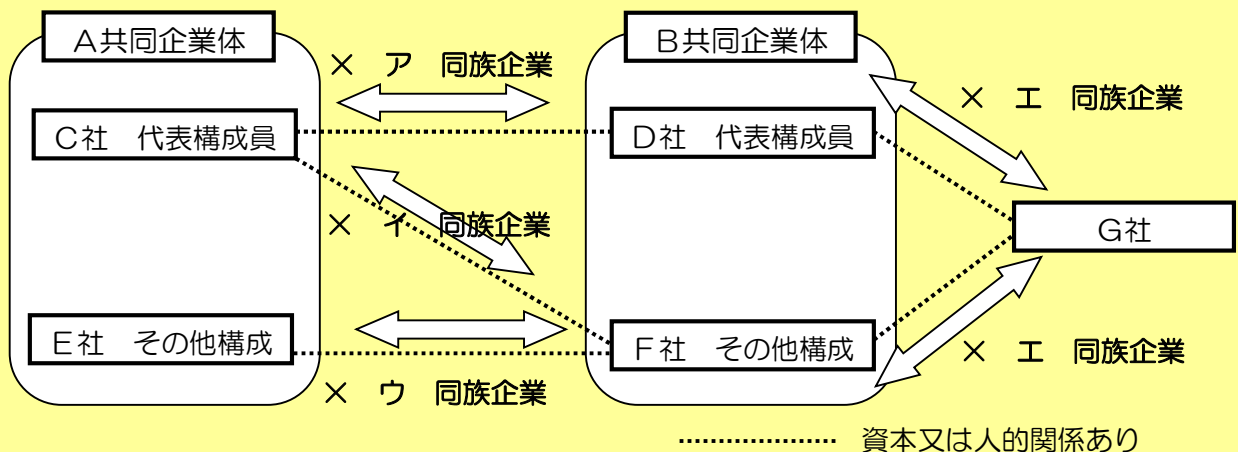 A共同企業体
B共同企業体
× ア 同族企業
× エ 同族企業
C社 代表構成員
D社 代表構成員
× イ 同族企業
G社
E社 その他構成
F社 その他構成
× エ 同族企業
× ウ 同族企業
資本又は人的関係あり